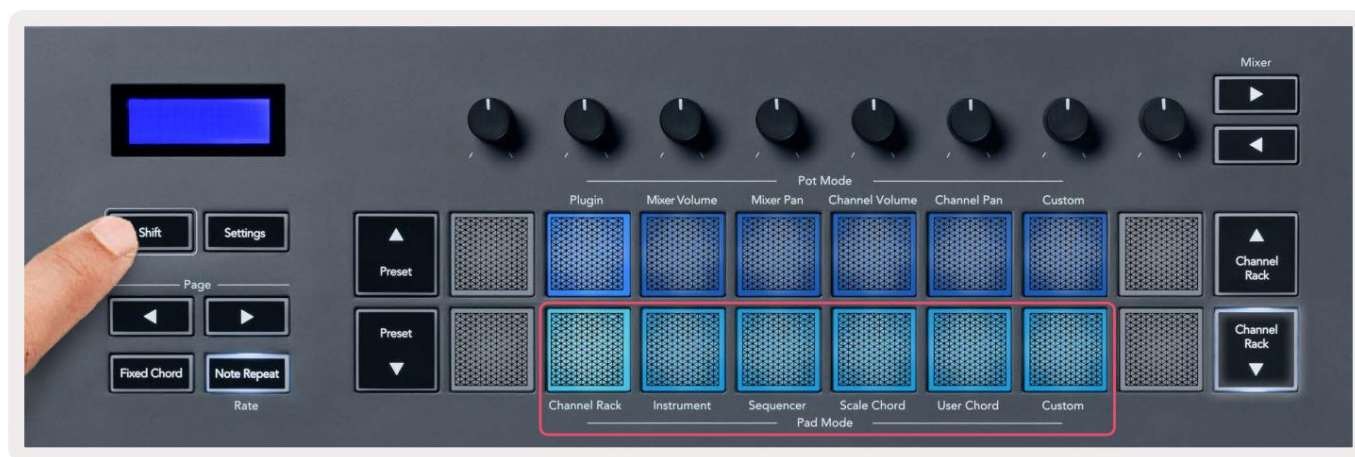 Mixer
Pot Mode
Plugin Mixer Volume Mixer Pan Channel Volume Channel Pan Custom
Shift Settings
Preset
Channel
Rack
Page
Preset
Channel
Rack
Fixed Chord Note Repeat
Rate
Channel Rack Instrument Sequencer Scale Chord User Chord Custom
Pad Mode